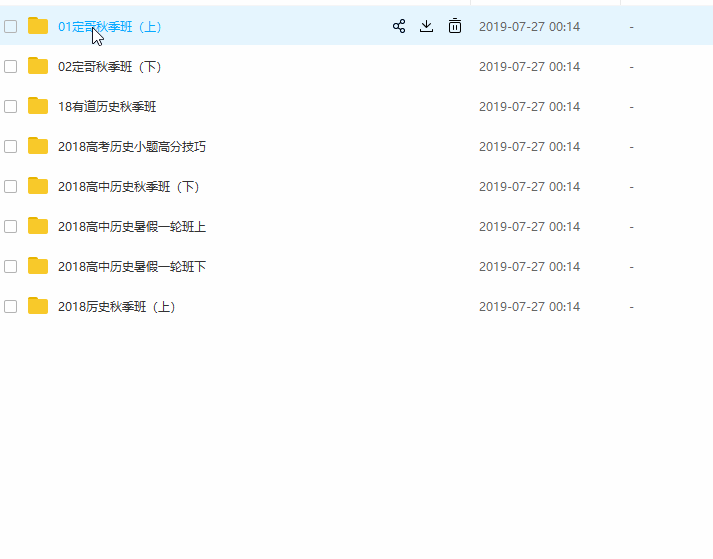 01定哥秋季班（上） 2019-07-27 00:14 -
02定哥秋季班（下） 2019-07-27 00:14 -
18有道历史秋季班 2019-07-27 00:14 -
2018高考历史小题高分技巧 2019-07-27 00:14 -
2018高中历史秋季班（下） 2019-07-27 00:14 -
2018高中历史暑假一轮班上 2019-07-27 00:14 -
2018高中历史暑假一轮班下 2019-07-27 00:14 -
2018历史秋季班（上） 2019-07-27 00:14 -